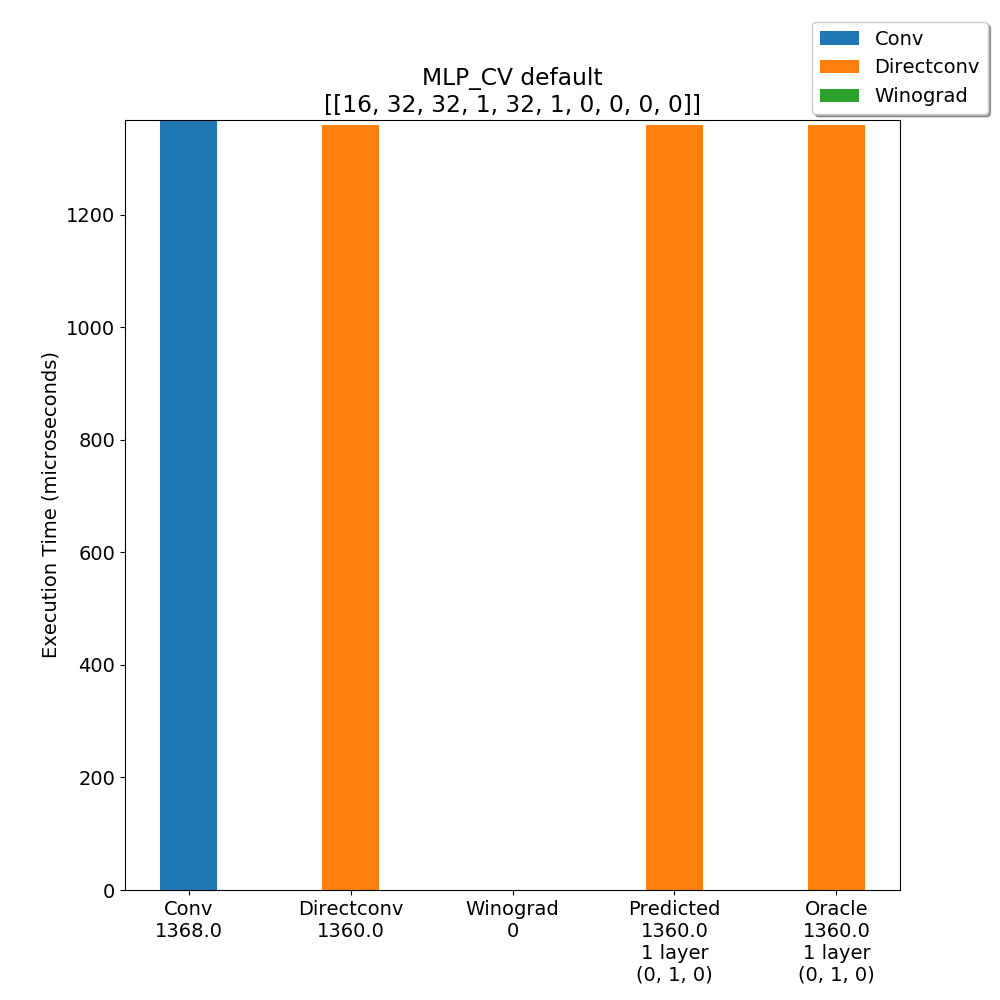 Conv
Directconv
Winograd
MLP_CV default
[[16, 32, 32, 1, 32, 1, 0, 0, 0, 0]]
Execution Time (microseconds)
1200
1000
800
600
400
200
0
Conv
1368.0
Directconv
1360.0
Winograd
0
Predicted
1360.0
1 layer
(0, 1, 0)
Oracle
1360.0
1 layer
(0, 1, 0)